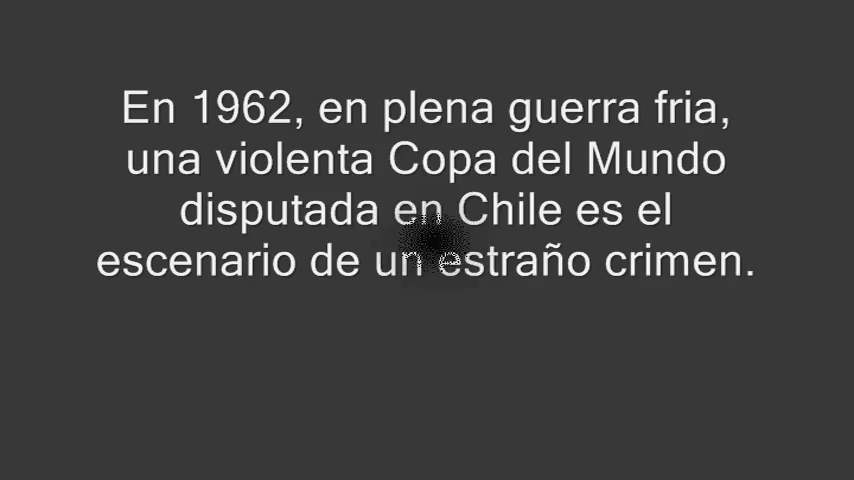 En 1962, en plena guerra fria,
una violenta Copa del Mundo
disputada en Chile es el
escenario de un estraño crimen.